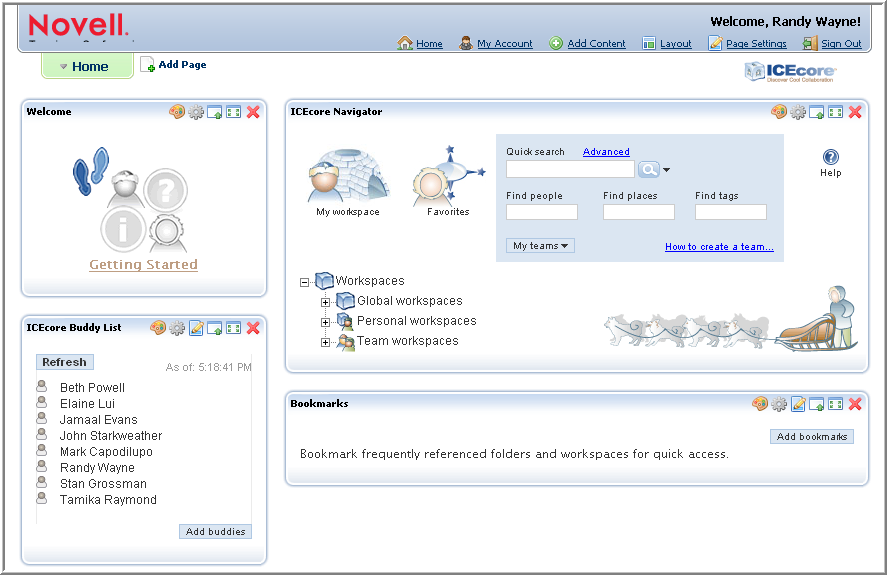 Novell.
Welcome, Randy Wayne!
Home
My Account
Add Content
Layout
Page Settings
Sign Out
Home
Add Page
ICEcore
Discover Cool Collaboration
Welcome
Getting Started
ICEcore Navigator
My workspace
Favorites
Quick search Advanced
Find people Find places Find tags
My teams
How to create a team...
Help
Workspaces
Global workspaces
Personal workspaces
Team workspaces
ICEcore Buddy List
Refresh
As of: 5:18:41 PM
Beth Powell
Elaine Lui
Jamaal Evans
John Starkweather
Mark Capodilupo
Randy Wayne
Stan Grossman
Tamika Raymond
Add buddies
Bookmarks
Add bookmarks
Bookmark frequently referenced folders and workspaces for quick access.